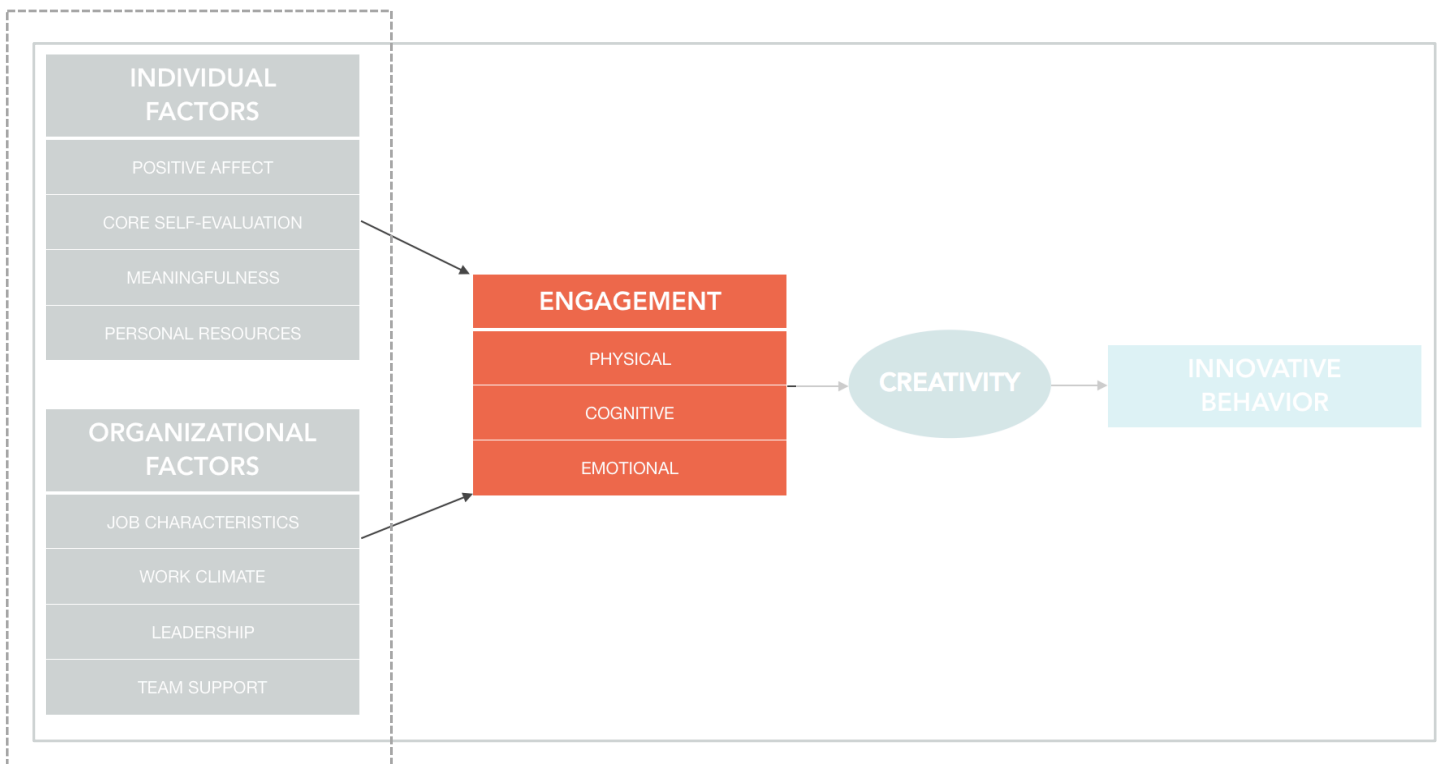 INDIVIDUAL
FACTORS
POSITIVE AFFECT
CORE SELF-EVALUATION
MEANINGFULNESS
PERSONAL RESOURCES
ORGANIZATIONAL
FACTORS
JOB CHARACTERISTICS
WORK CLIMATE
LEADERSHIP
TEAM SUPPORT
ENGAGEMENT
PHYSICAL
COGNITIVE
EMOTIONAL
CREATIVITY
INNOVATIVE
BEHAVIOR